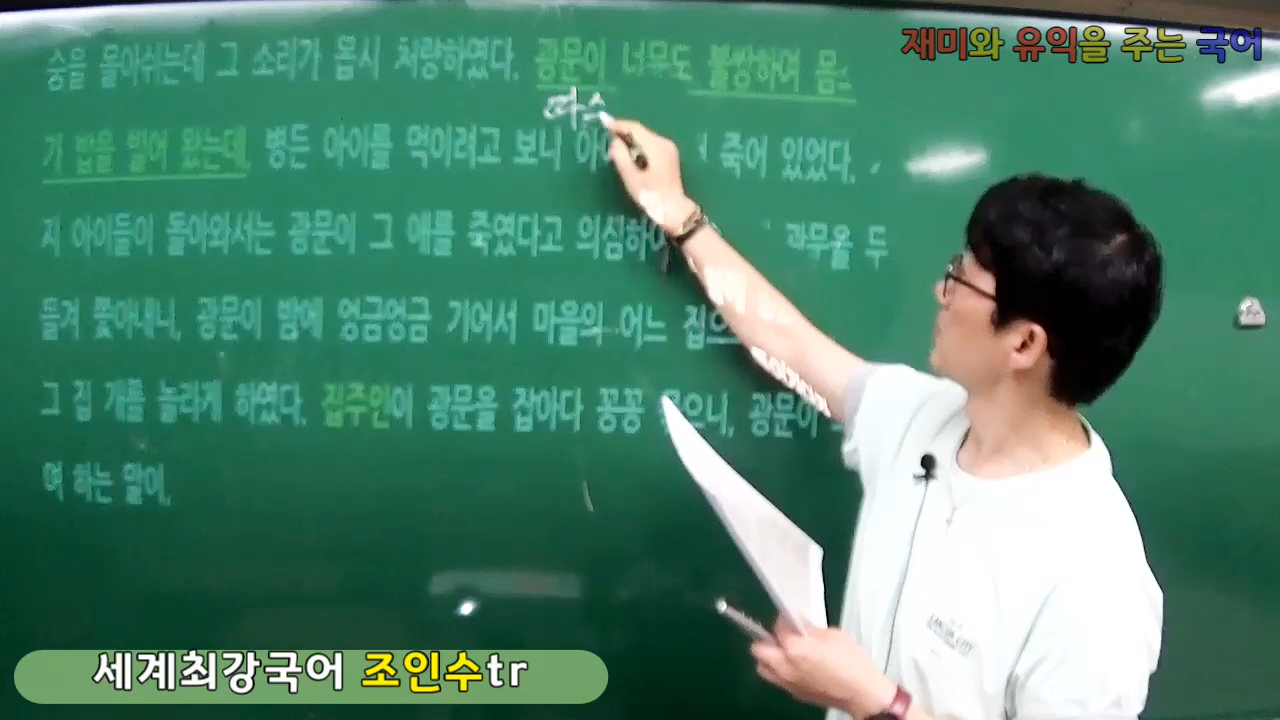 재미와 유익을 주는 국어
숨을 몰아쉬는데 그 소리가 몹시 처량하였다. 광문이 너무도 불쌍하여 몸소
따스
가 밥을 빌어 왔는데, 병든 아이를 먹이려고 보니 죽어 있었다.
자 아이들이 돌아와서는 광문이 그 애를 죽였다고 의심하여 광문을 두
들겨 쫓아내니, 광문이 밤에 엉금엉금 기어서 마을의 어느 집으
그 집 개를 놀라게 하였다. 집주인이 광문을 잡아다 꽁꽁 묶으니, 광문이
며 하는 말이,
세계최강국어 조인수tr